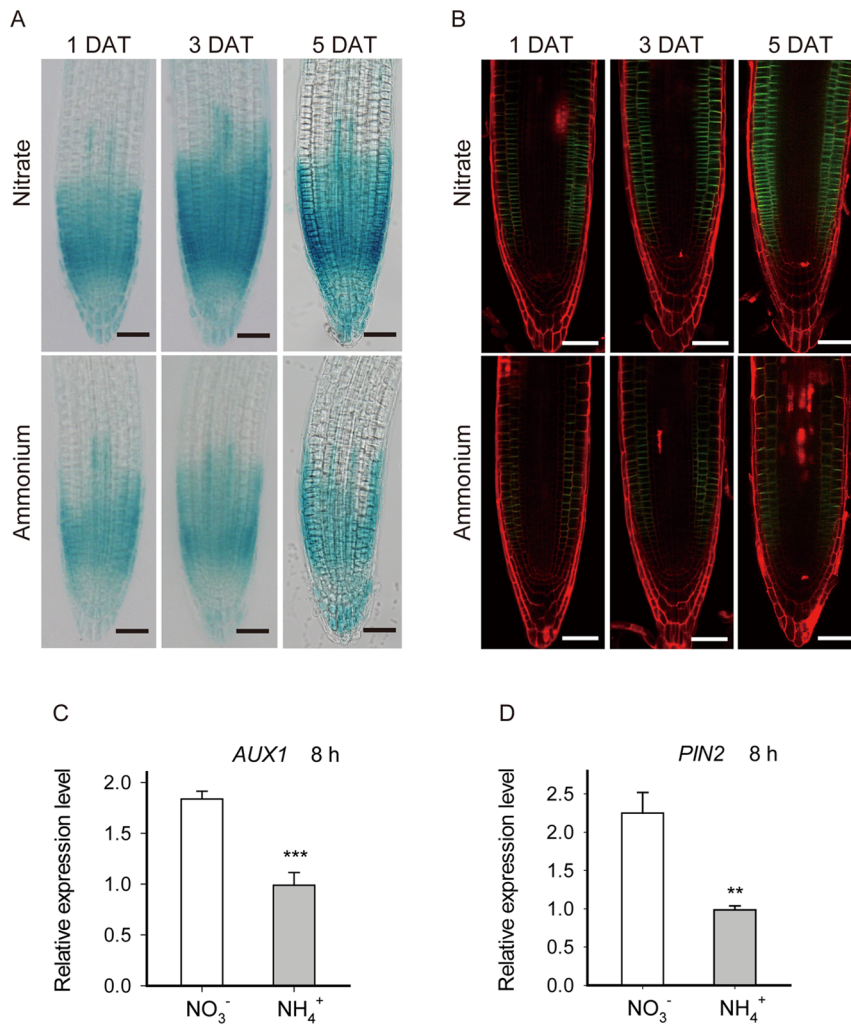 A
1 DAT 3 DAT 5 DAT
Nitrate
Ammonium
B
1 DAT 3 DAT 5 DAT
Nitrate
Ammonium
C
AUX1 8 h
Relative expression level
2.0
1.5
1.0
0.5
0.0
***
NO₃⁻ NH₄⁺
D
PIN2 8 h
Relative expression level
2.5
2.0
1.5
1.0
0.5
0.0
**
NO₃⁻ NH₄⁺